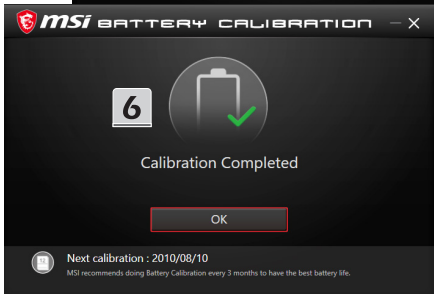 msi BATTERY CALIBRATION
6
Calibration Completed
OK
Next calibration : 2010/08/10
MSI recommends doing Battery Calibration every 3 months to have the best battery life.